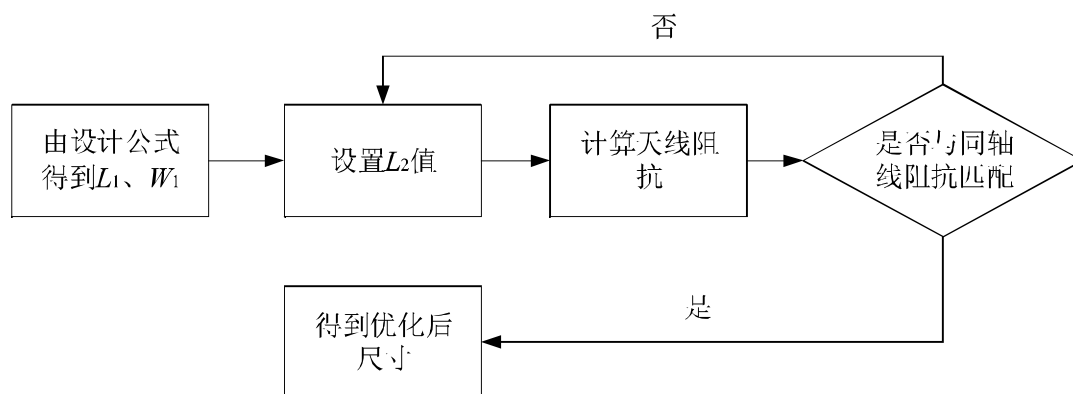 否
由设计公式
得到L₁、W₁
设置L₂值
计算天线阻
抗
是否与同轴
线阻抗匹配
是
得到优化后
尺寸